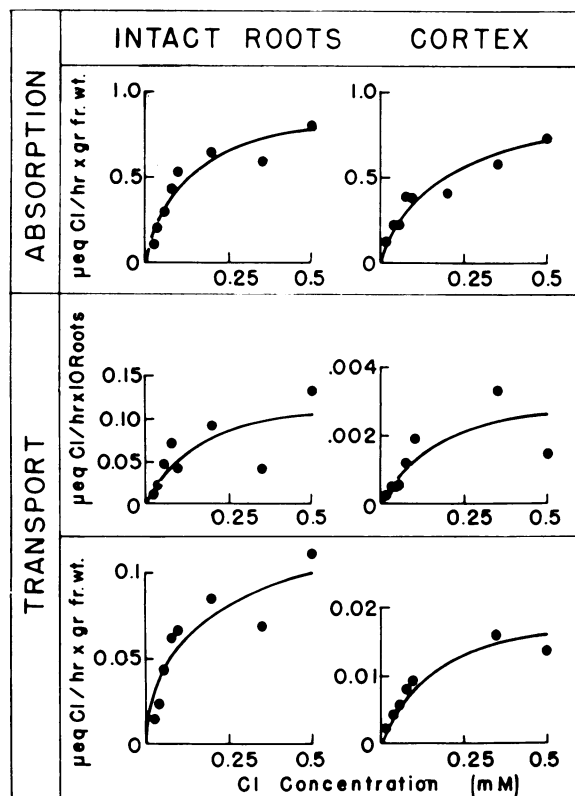 INTACT ROOTS CORTEX
ABSORPTION
µeq Cl/hr x gr fr. wt.
1.0 1.0
0.5 0.5
0 0
0.25 0.5 0.25 0.5
TRANSPORT
µeq Cl/hr x 10 Roots
0.15 .004
0.10 .002
0.05
0 0
0.25 0.5 0.25 0.5
µeq Cl/hr x gr fr. wt.
0.1 0.02
0.05 0.01
0 0
0.25 0.5 0.25 0.5
Cl Concentration (mM)